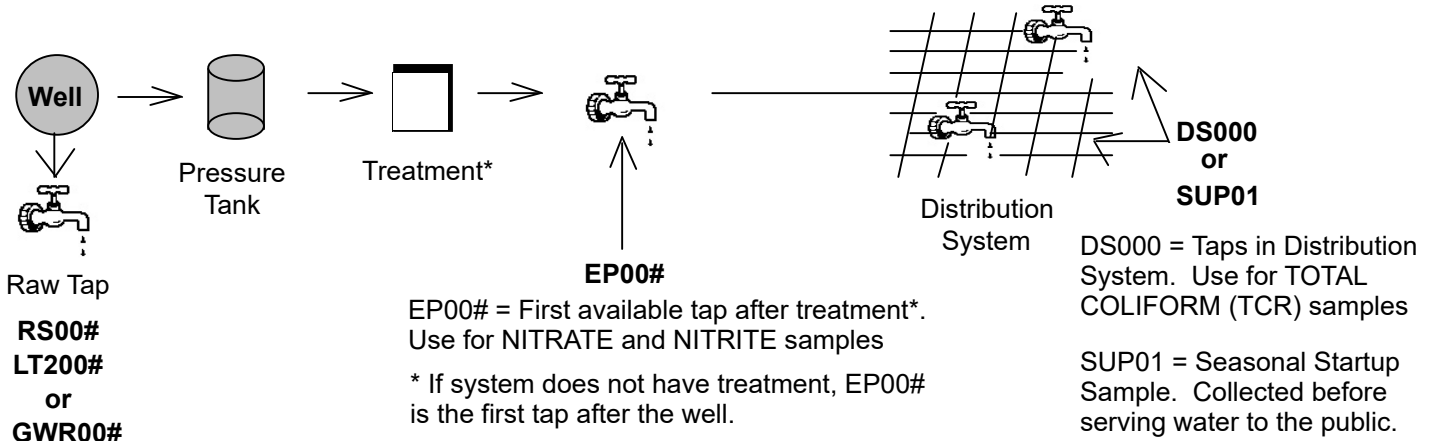 Well
Pressure
Tank
Treatment*
Raw Tap
RS00#
LT200#
or
GWR00#
EP00#
EP00# = First available tap after treatment*.
Use for NITRATE and NITRITE samples
* If system does not have treatment, EP00#
is the first tap after the well.
Distribution
System
DS000
or
SUP01
DS000 = Taps in Distribution
System. Use for TOTAL
COLIFORM (TCR) samples
SUP01 = Seasonal Startup
Sample. Collected before
serving water to the public.